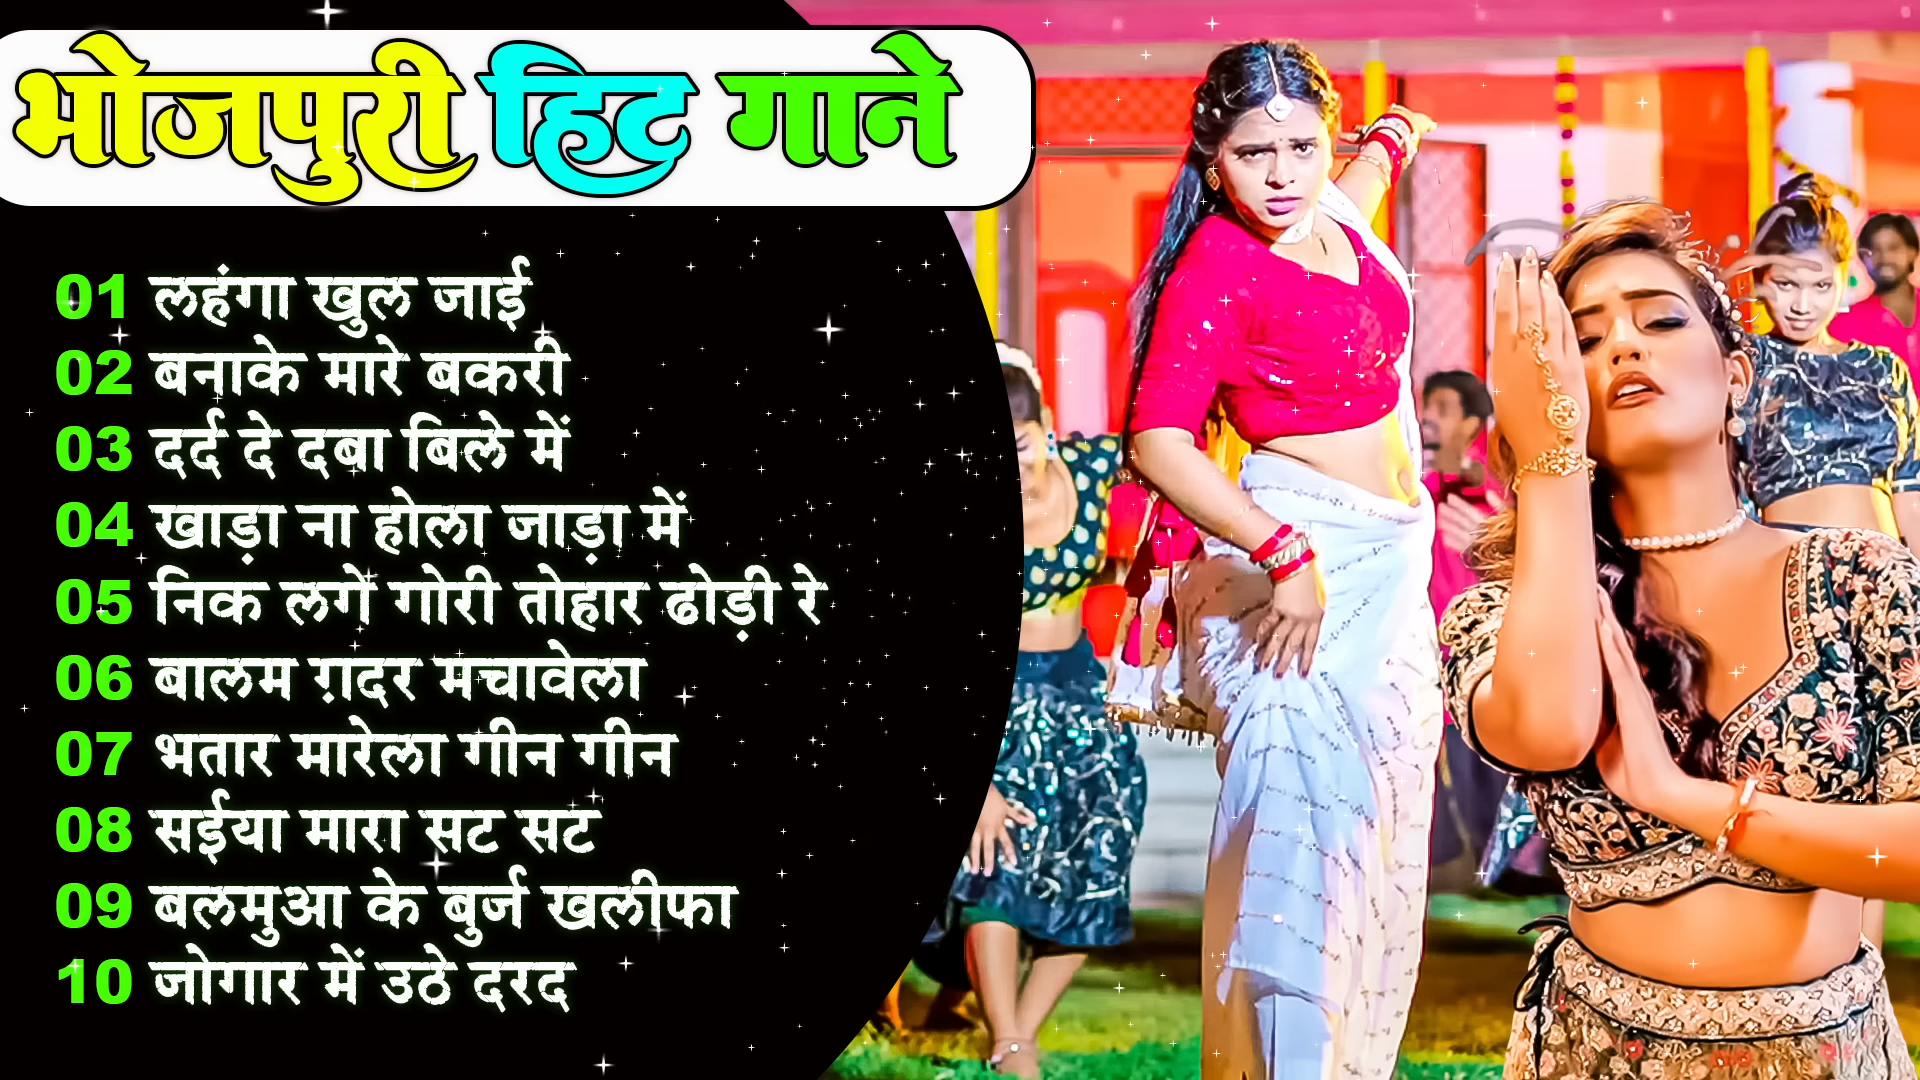 भोजपुरी हिट गाने
01 लहंगा खुल जाई
02 बनाके मारे बकरी
03 दर्द दे दबा बिले में
04 खाड़ा ना होला जाड़ा में
05 निक लगे गोरी तोहार ढोड़ी रे
06 बालम ग़दर मचावेला
07 भतार मारेला गीन गीन
08 सईया मारा सट सट
09 बलमुआ के बुर्ज खलीफा
10 जोगार में उठे दरद